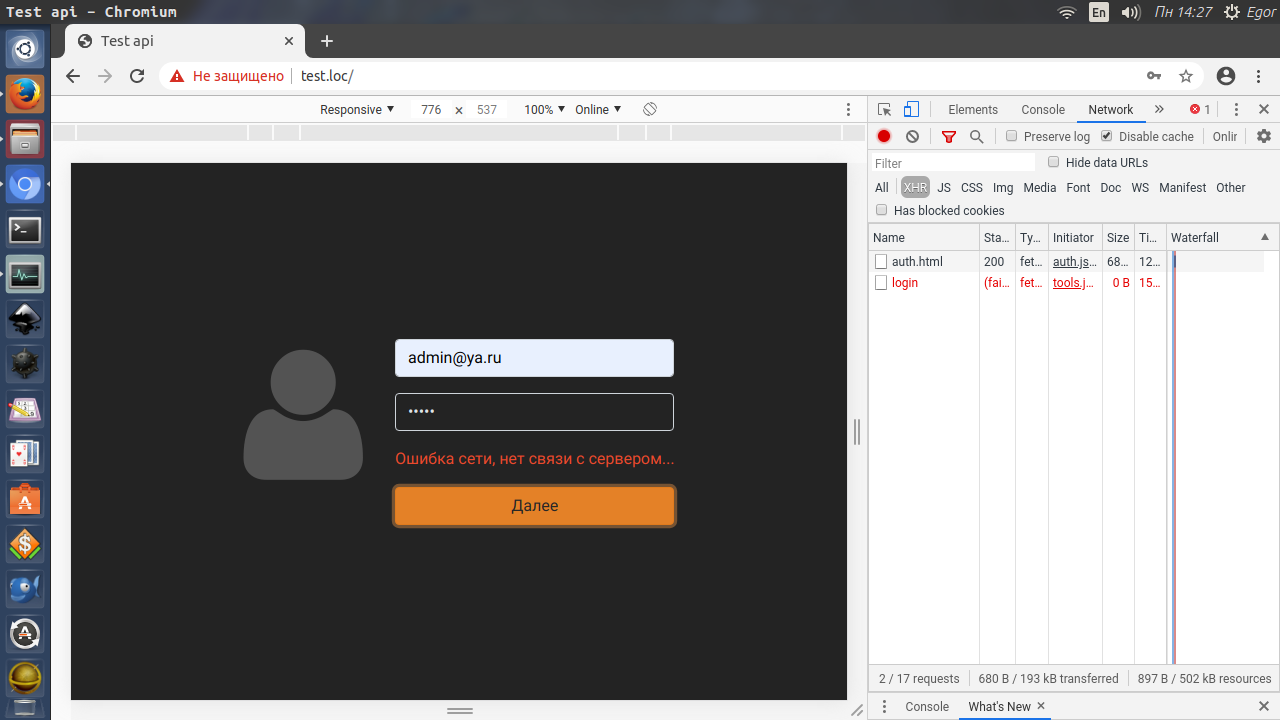 Test api - Chromium
En
Пн 14:27
Egor
Test api
Не защищено
test.loc/
Responsive
776 x 537
100%
Online
Elements
Console
Network
1
Preserve log
Disable cache
Onlir
Filter
Hide data URLs
All
XHR
JS
CSS
Img
Media
Font
Doc
WS
Manifest
Other
Has blocked cookies
Name Sta... Ty... Initiator Size Ti... Waterfall
auth.html 200 fet... auth.js... 68... 12...
login (fai... fet... tools.j... 0 B 15...
admin@ya.ru
•••••
Ошибка сети, нет связи с сервером...
Далее
2 / 17 requests
680 B / 193 kB transferred
897 B / 502 kB resources
Console
What's New